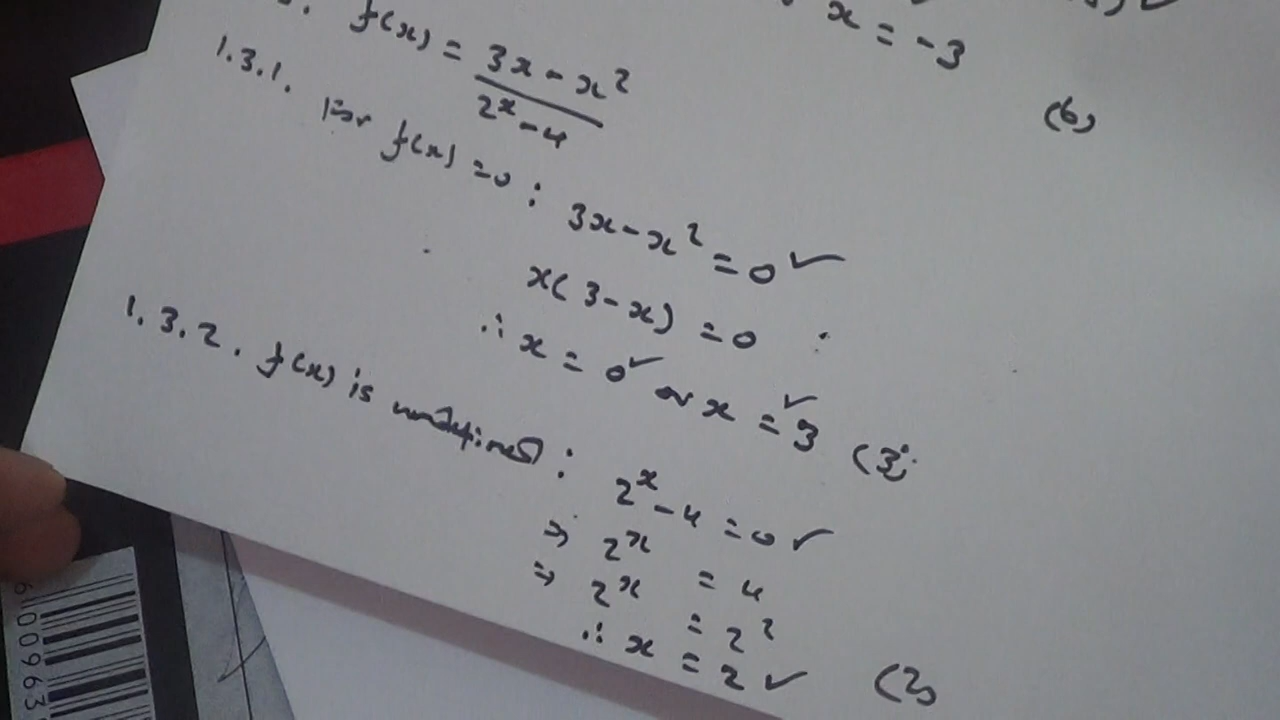 x = -3
(6)
f(x) = 3x - x²
2ˣ - 4
1.3.1. For f(x) = 0 : 3x - x² = 0 ✓
x(3 - x) = 0
∴ x = 0 ✓ or x = 3 ✓ (3)
1.3.2. f(x) is undefined : 2ˣ - 4 = 0 ✓
⇒ 2ˣ = 4
⇒ 2ˣ = 2²
∴ x = 2 ✓ (2)
600963